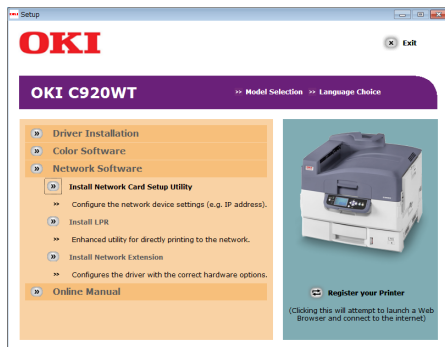 Setup
OKI
Exit
OKI C920WT
Model Selection
Language Choice
Driver Installation
Color Software
Network Software
Install Network Card Setup Utility
Configure the network device settings (e.g. IP address).
Install LPR
Enhanced utility for directly printing to the network.
Install Network Extension
Configures the driver with the correct hardware options.
Online Manual
Register your Printer
(Clicking this will attempt to launch a Web
Browser and connect to the internet)